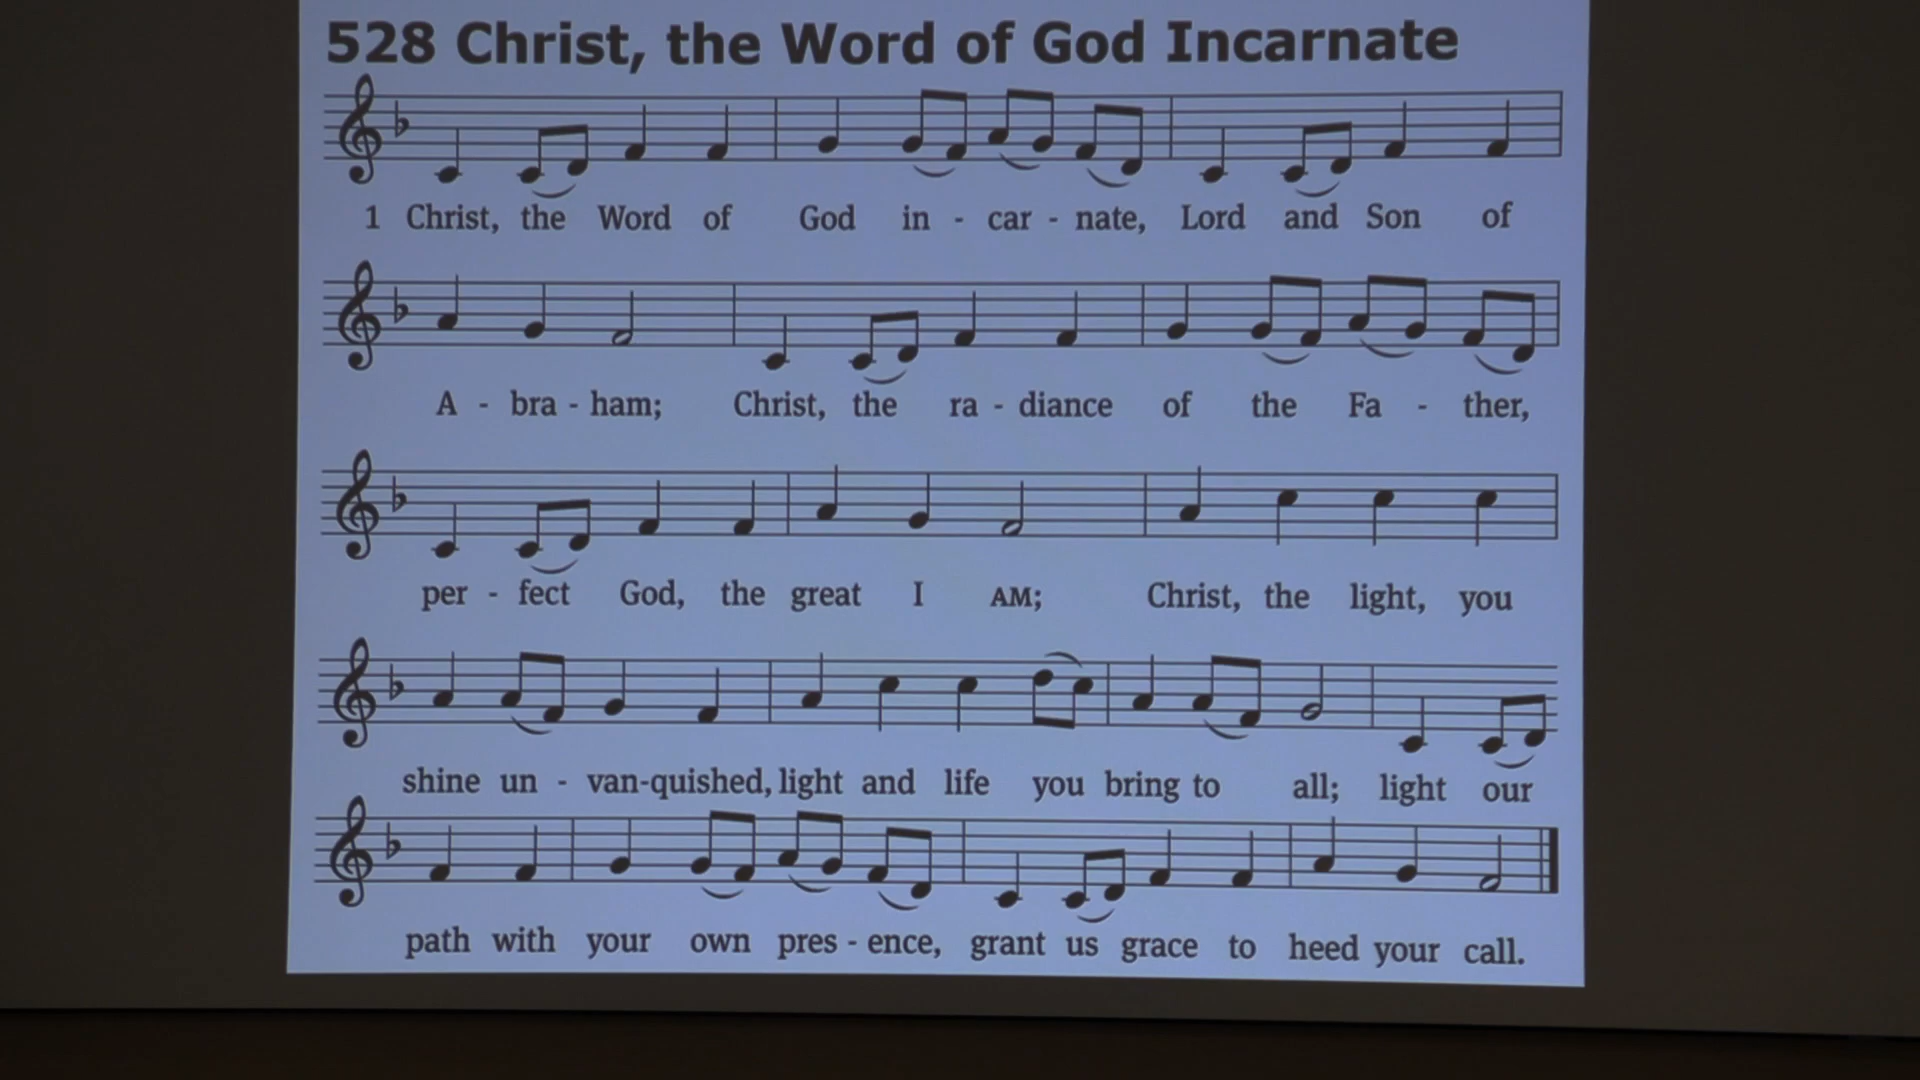 528 Christ, the Word of God Incarnate
1 Christ, the Word of God in - car - nate, Lord and Son of
A - bra - ham; Christ, the ra - diance of the Fa - ther,
per - fect God, the great I AM; Christ, the light, you
shine un - van-quished, light and life you bring to all; light our
path with your own pres - ence, grant us grace to heed your call.